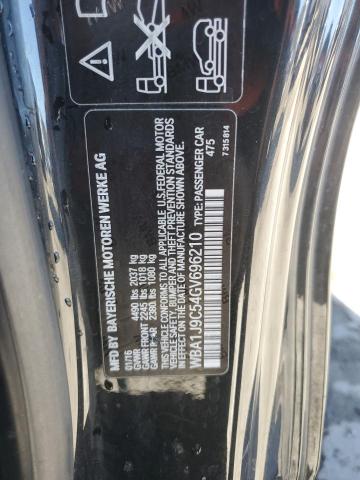 MFD BY BAYERISCHE MOTOREN WERKE AG
01/16
GVWR 4490 lbs 2037 kg
GAWR FRONT 2245 lbs 1018 kg
GAWR REAR 2380 lbs 1080 kg
THIS VEHICLE CONFORMS TO ALL APPLICABLE U.S. FEDERAL MOTOR
VEHICLE SAFETY, BUMPER, AND THEFT PREVENTION STANDARDS
IN EFFECT ON THE DATE OF MANUFACTURE SHOWN ABOVE.
WBA1J9C54GV696210 TYPE: PASSENGER CAR
475
7315814